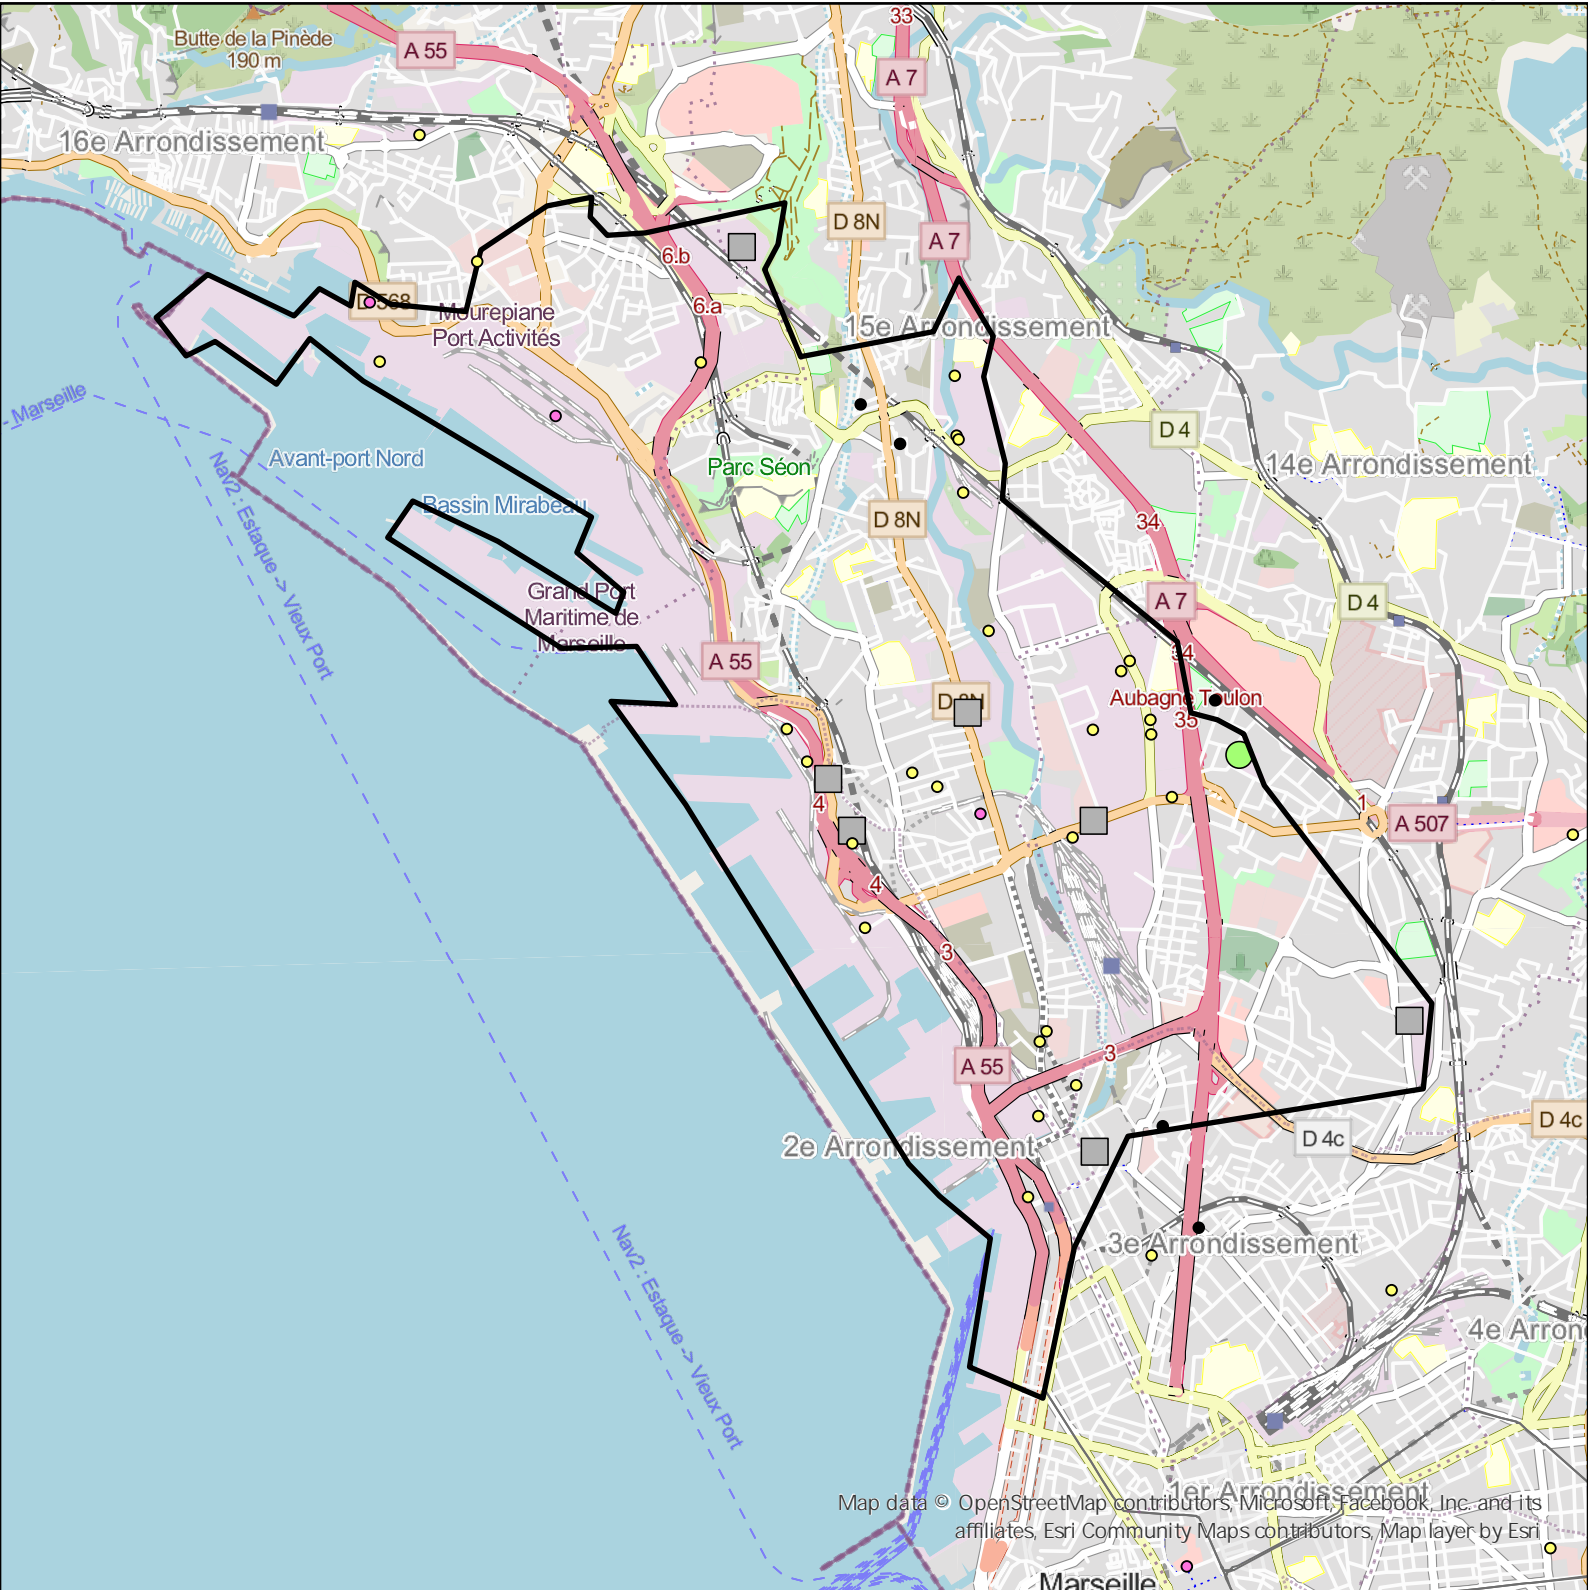 33
Butte de la Pinède
190 m
A 55
A 7
16e Arrondissement
D 8N
A 7
6.b
D 568
6.a
Mourepiane
Port Activités
15e Arrondissement
Marseille
D 4
Avant-port Nord
Parc Séon
14e Arrondissement
Bassin Mirabeau
D 8N
34
Nav2 : Estaque -> Vieux Port
Grand Port
Maritime de
Marseille
A 7
D 4
34
A 55
D 8N
Aubagne Toulon
35
4
1
A 507
4
3
3
A 55
D 4c
D 4c
2e Arrondissement
3e Arrondissement
Nav2 : Estaque -> Vieux Port
4e Arron
1er Arrondissement
Map data © OpenStreetMap contributors, Microsoft, Facebook, Inc. and its
affiliates, Esri Community Maps contributors, Map layer by Esri
Marseille